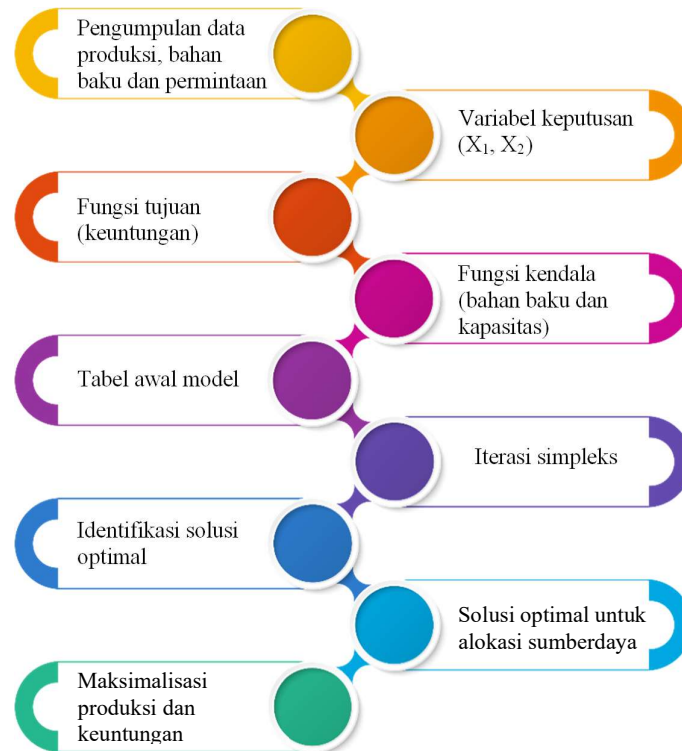 Pengumpulan data
produksi, bahan
baku dan permintaan
Variabel keputusan
(X₁, X₂)
Fungsi tujuan
(keuntungan)
Fungsi kendala
(bahan baku dan
kapasitas)
Tabel awal model
Iterasi simpleks
Identifikasi solusi
optimal
Solusi optimal untuk
alokasi sumberdaya
Maksimalisasi
produksi dan
keuntungan